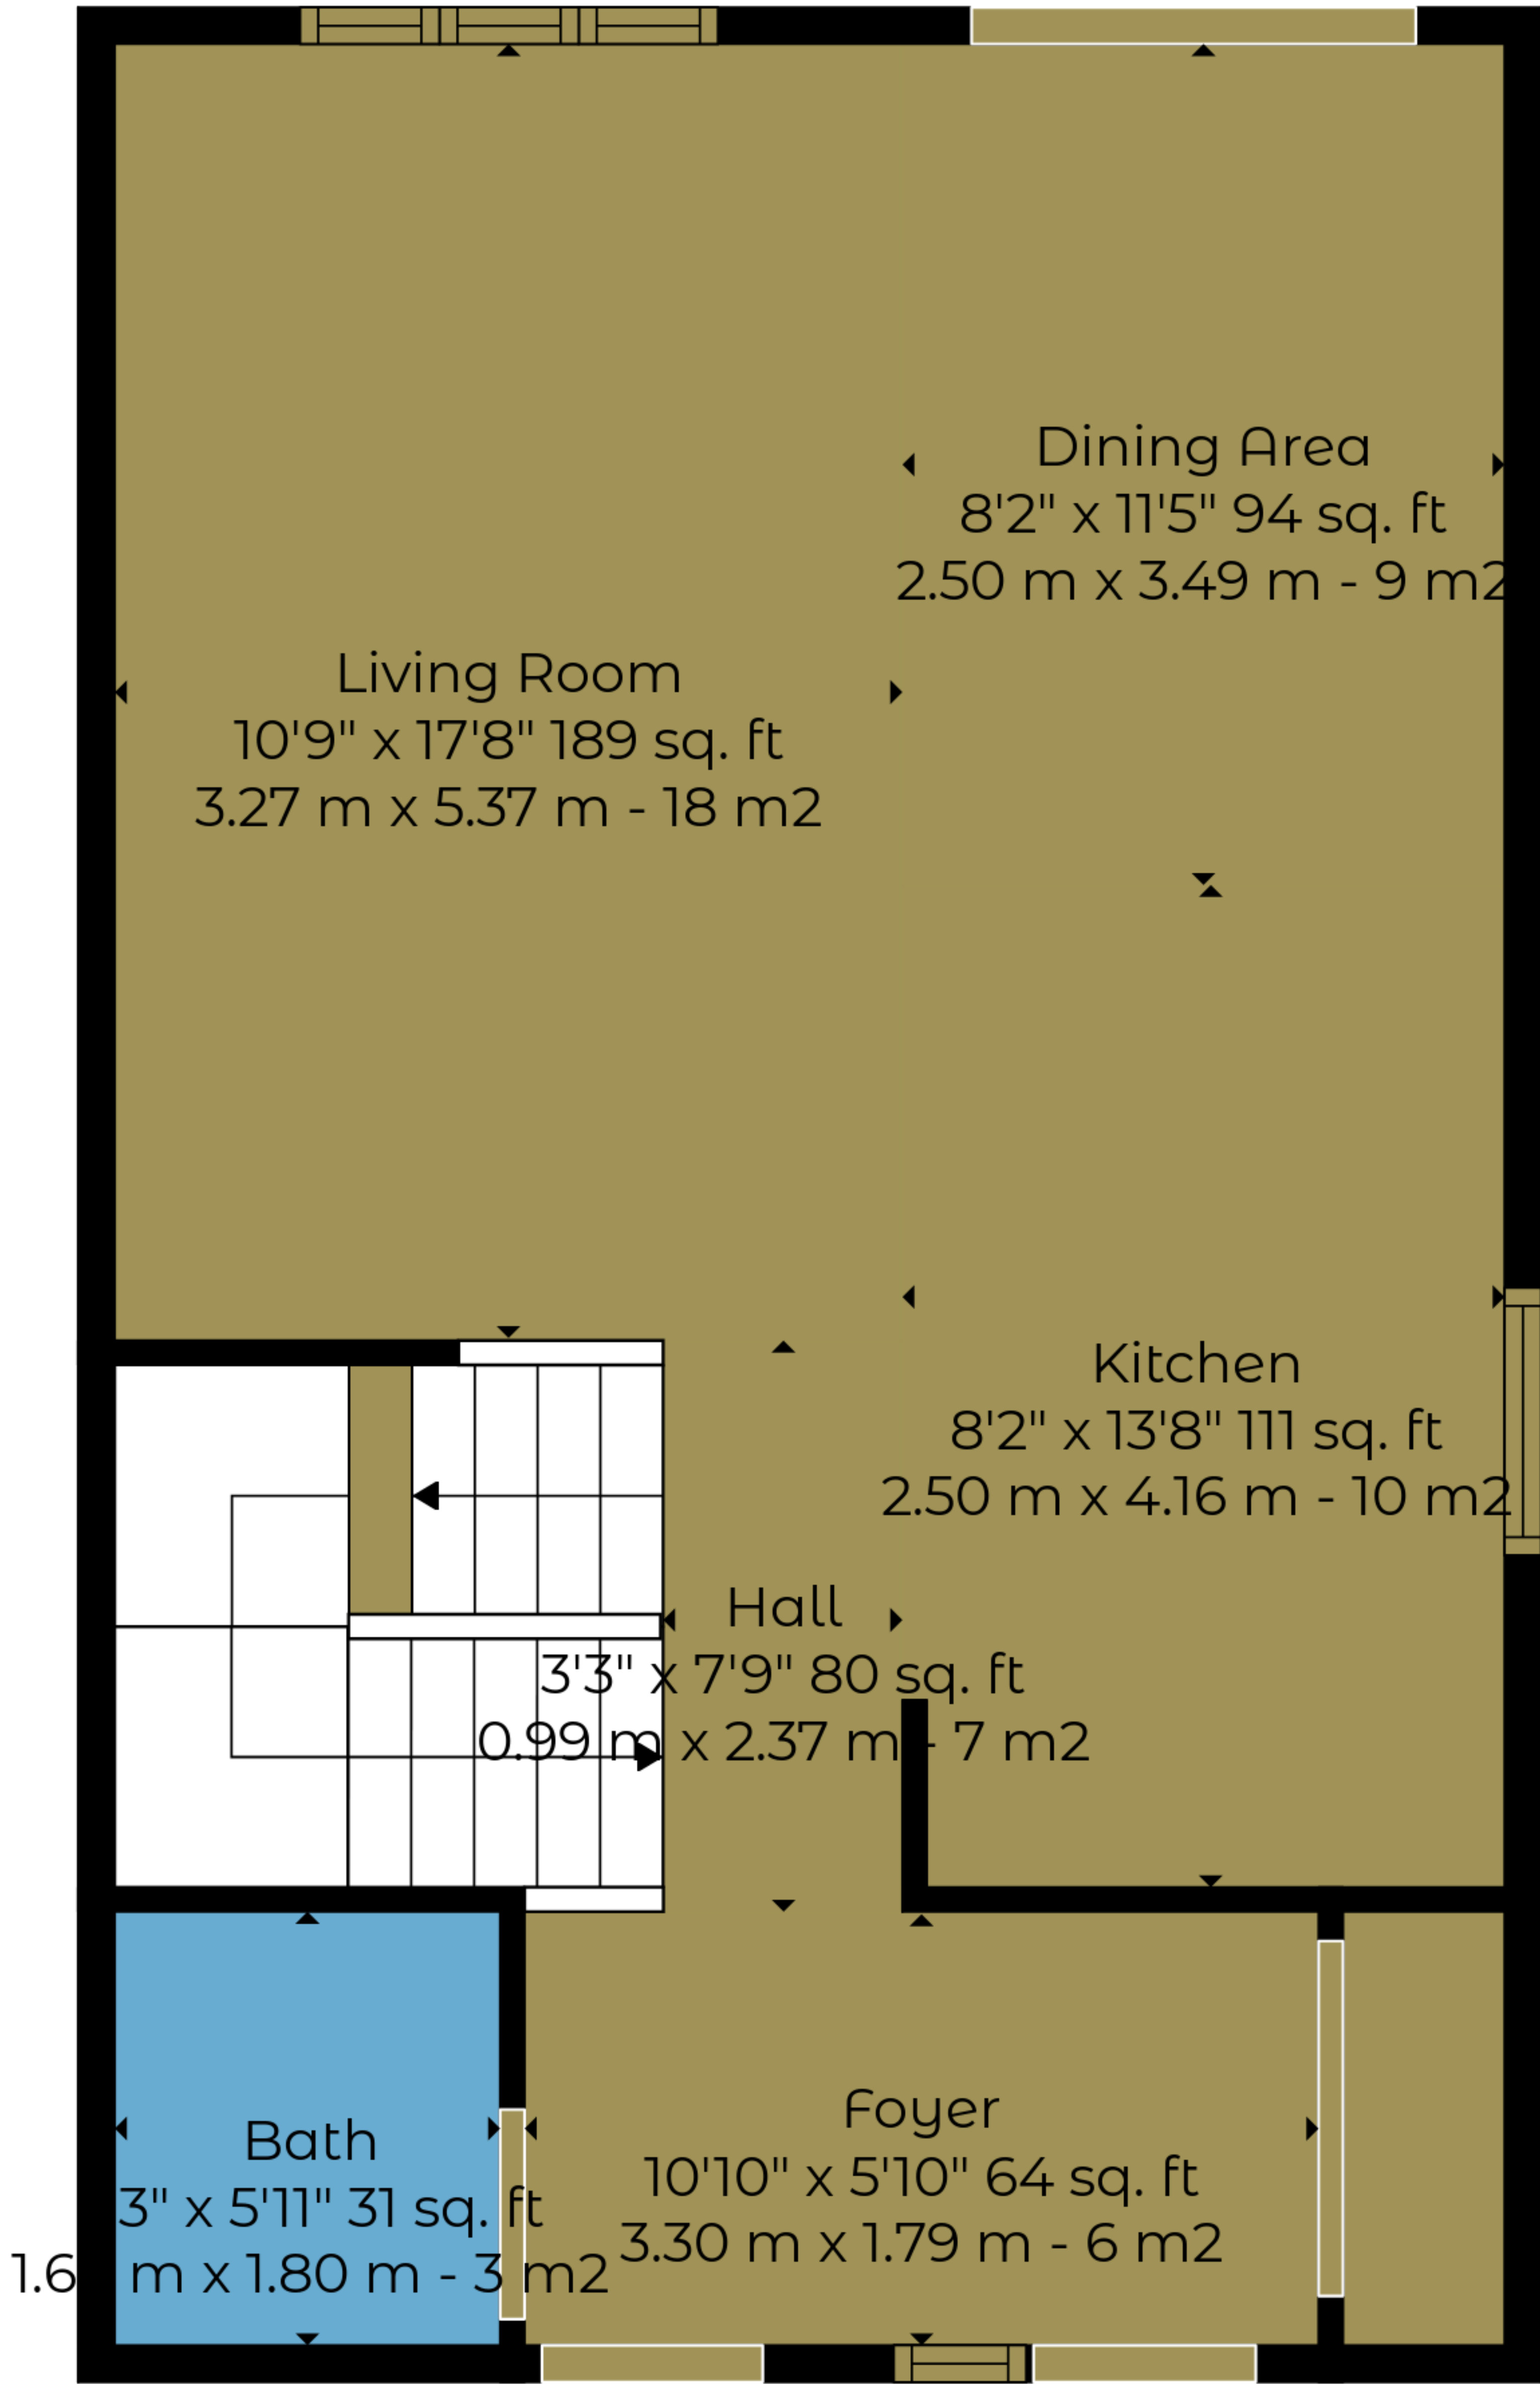 Dining Area
8'2" x 11'5" 94 sq. ft
2.50 m x 3.49 m - 9 m2
Living Room
10'9" x 17'8" 189 sq. ft
3.27 m x 5.37 m - 18 m2
Kitchen
8'2" x 13'8" 111 sq. ft
2.50 m x 4.16 m - 10 m2
Hall
3'3" x 7'9" 80 sq. ft
0.99 m x 2.37 m - 7 m2
Foyer
10'10" x 5'10" 64 sq. ft
3.30 m x 1.79 m - 6 m2
Bath
3" x 5'11" 31 sq. ft
1.6 m x 1.80 m - 3 m2